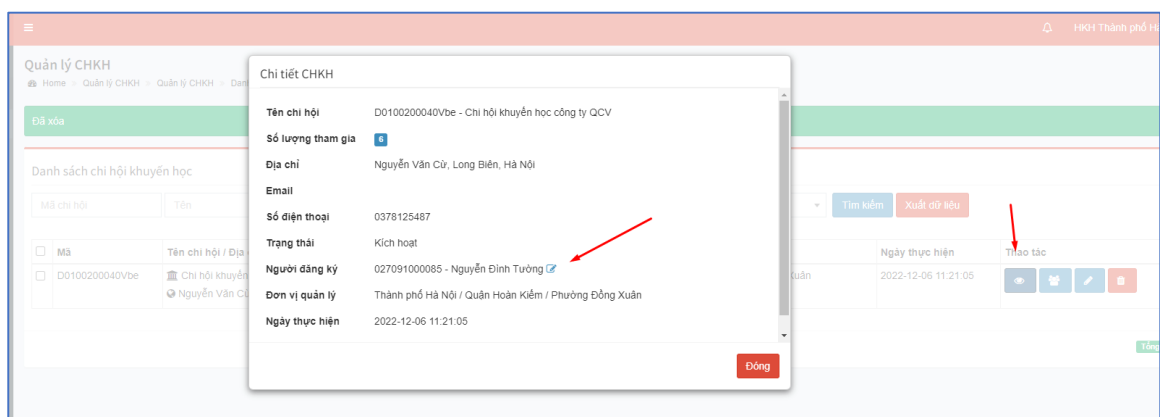 HKH Thành phố Hà
Quản lý CHKH
Home > Quản lý CHKH > Quản lý CHKH >
Đã xóa
Danh sách chi hội khuyến học
Mã chi hội
Tên
Tìm kiếm
Xuất dữ liệu
Mã
Tên chi hội / Địa
Ngày thực hiện
Thao tác
D0100200040Vbe
Chi hội khuyến
Nguyễn Văn Cừ
Xuân
2022-12-06 11:21:05
Tổng
Chi tiết CHKH
Tên chi hội D0100200040Vbe - Chi hội khuyến học công ty QCV
Số lượng tham gia 6
Địa chỉ Nguyễn Văn Cừ, Long Biên, Hà Nội
Email
Số điện thoại 0378125487
Trạng thái Kích hoạt
Người đăng ký 027091000085 - Nguyễn Đình Tường
Đơn vị quản lý Thành phố Hà Nội / Quận Hoàn Kiếm / Phường Đồng Xuân
Ngày thực hiện 2022-12-06 11:21:05
Đóng